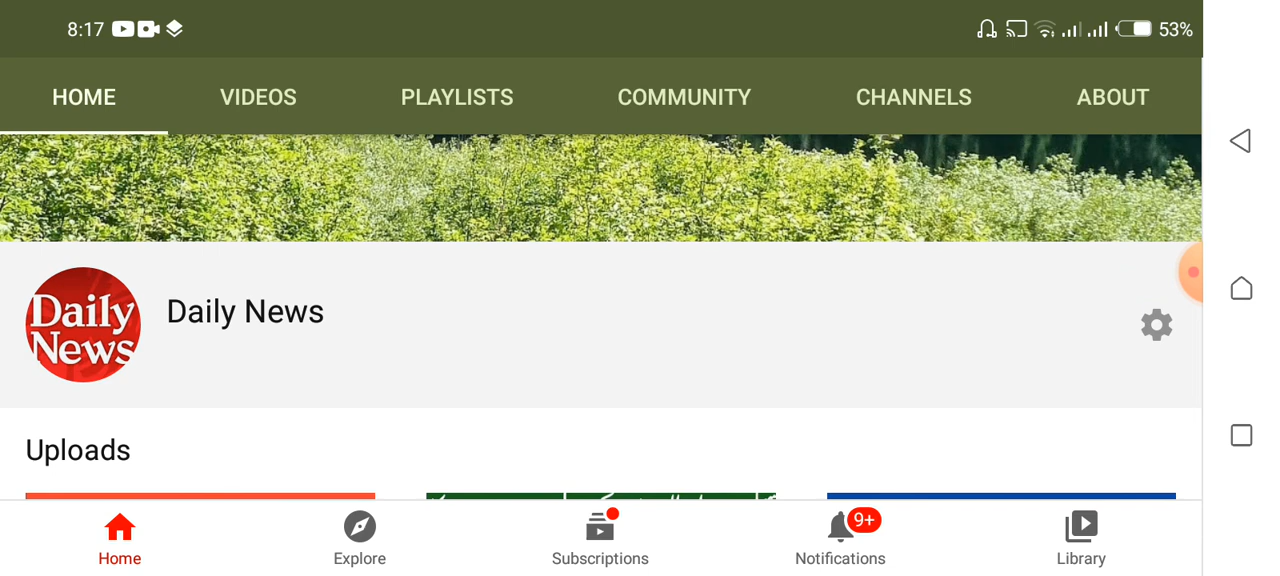 8:17 53%
HOME VIDEOS PLAYLISTS COMMUNITY CHANNELS ABOUT
Daily
News
Daily News
Uploads
9+
Home Explore Subscriptions Notifications Library